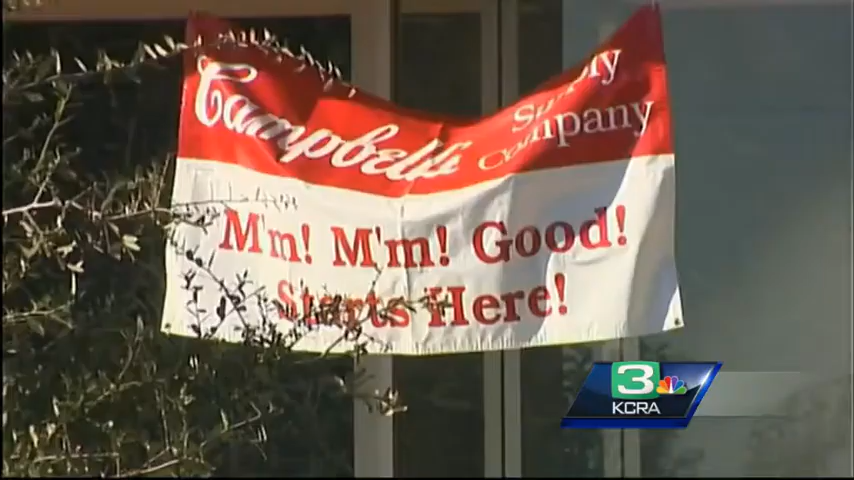 Campbell's Supply Company
M'm! M'm! Good!
Starts Here!
3
KCRA